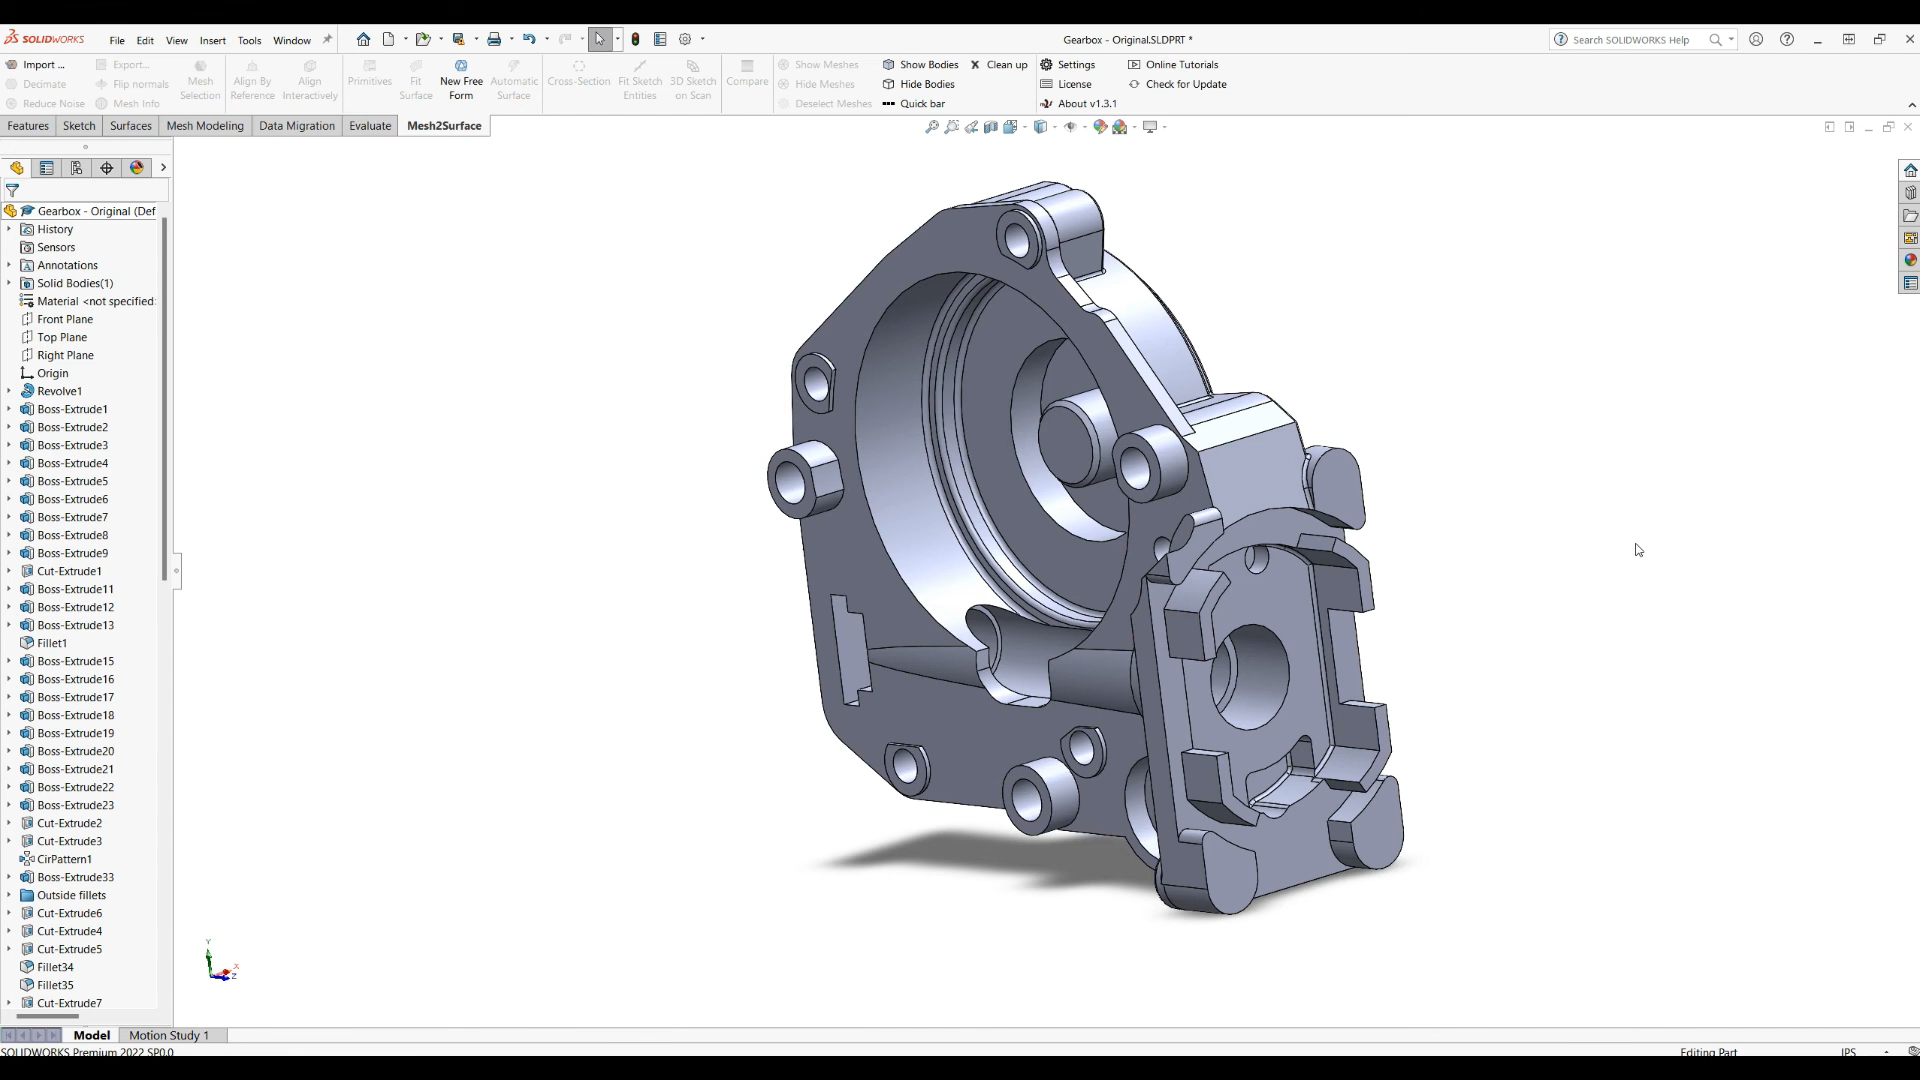 SOLIDWORKS File Edit View Insert Tools Window
Gearbox - Original.SLDPRT *
Search SOLIDWORKS Help
Import ...
Decimate
Reduce Noise
Export...
Flip normals
Mesh Info
Mesh
Selection
Align By
Reference
Align
Interactively
Primitives
Fit
Surface
New Free
Form
Automatic
Surface
Cross-Section
Fit Sketch
Entities
3D Sketch
on Scan
Compare
Show Meshes
Hide Meshes
Deselect Meshes
Show Bodies
Hide Bodies
Quick bar
Clean up
Settings
License
About v1.3.1
Online Tutorials
Check for Update
Features Sketch Surfaces Mesh Modeling Data Migration Evaluate Mesh2Surface
Gearbox - Original (Def
History
Sensors
Annotations
Solid Bodies(1)
Material <not specified>
Front Plane
Top Plane
Right Plane
Origin
Revolve1
Boss-Extrude1
Boss-Extrude2
Boss-Extrude3
Boss-Extrude4
Boss-Extrude5
Boss-Extrude6
Boss-Extrude7
Boss-Extrude8
Boss-Extrude9
Cut-Extrude1
Boss-Extrude11
Boss-Extrude12
Boss-Extrude13
Fillet1
Boss-Extrude15
Boss-Extrude16
Boss-Extrude17
Boss-Extrude18
Boss-Extrude19
Boss-Extrude20
Boss-Extrude21
Boss-Extrude22
Boss-Extrude23
Cut-Extrude2
Cut-Extrude3
CirPattern1
Boss-Extrude33
Outside fillets
Cut-Extrude6
Cut-Extrude4
Cut-Extrude5
Fillet34
Fillet35
Cut-Extrude7
Y
X
Z
Model Motion Study 1
SOLIDWORKS Premium 2022 SP0.0
Editing Part
IPS